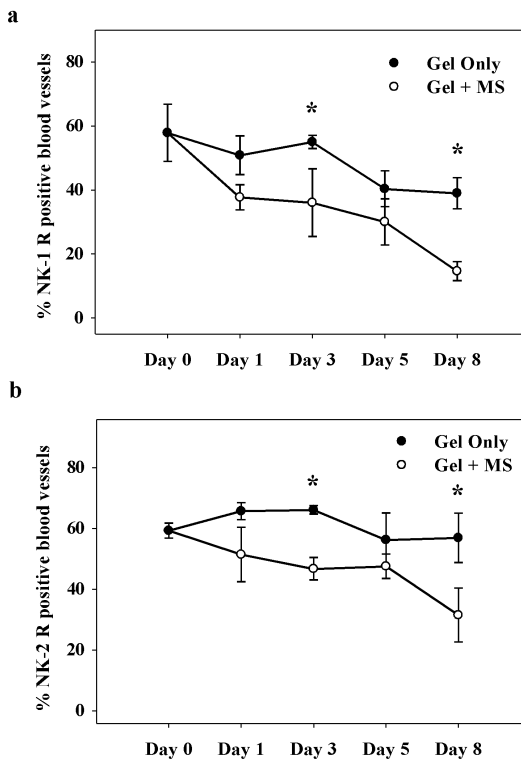 a
% NK-1 R positive blood vessels
80
60
40
20
0
Gel Only
Gel + MS
*
*
Day 0 Day 1 Day 3 Day 5 Day 8
b
% NK-2 R positive blood vessels
80
60
40
20
0
Gel Only
Gel + MS
*
*
Day 0 Day 1 Day 3 Day 5 Day 8